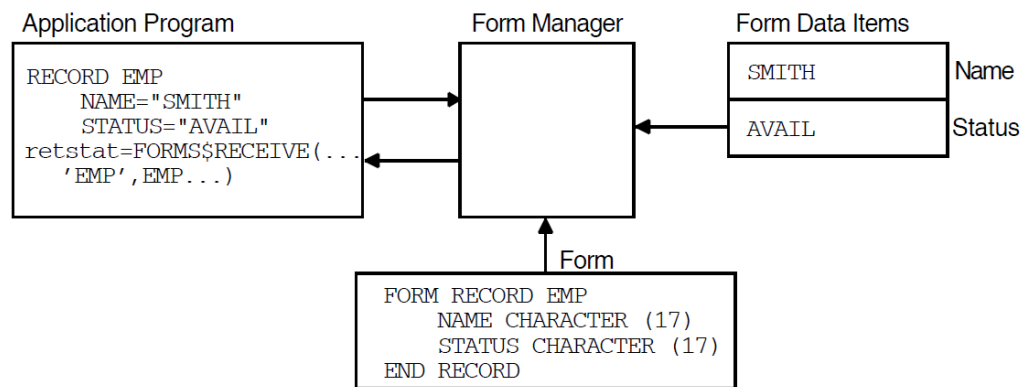 Application Program
Form Manager
Form Data Items
RECORD EMP
NAME="SMITH"
STATUS="AVAIL"
retstat=FORMS$RECEIVE(...
'EMP',EMP...)
SMITH
Name
AVAIL
Status
Form
FORM RECORD EMP
NAME CHARACTER (17)
STATUS CHARACTER (17)
END RECORD